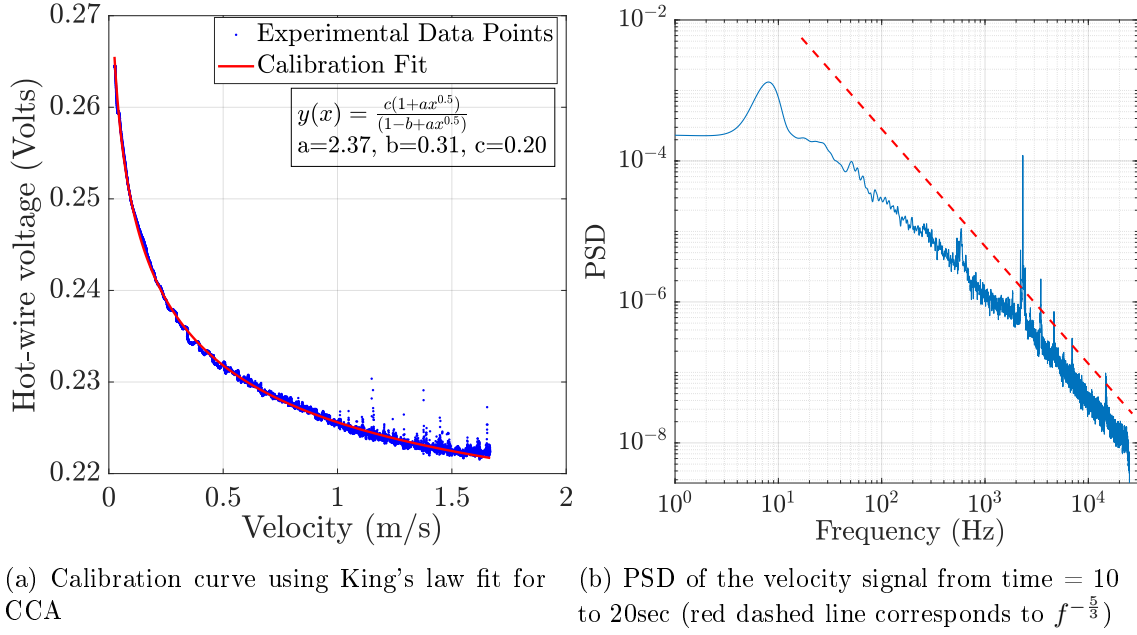 0.27
0.26
0.25
0.24
0.23
0.22
Hot-wire voltage (Volts)
Experimental Data Points
Calibration Fit
y(x) = c(1+ax^0.5)/(1-b+ax^0.5)
a=2.37, b=0.31, c=0.20
0 0.5 1 1.5 2
Velocity (m/s)
10^-2
10^-4
10^-6
10^-8
PSD
10^0 10^1 10^2 10^3 10^4
Frequency (Hz)
(a) Calibration curve using King's law fit for
CCA
(b) PSD of the velocity signal from time = 10
to 20sec (red dashed line corresponds to f^-5/3)